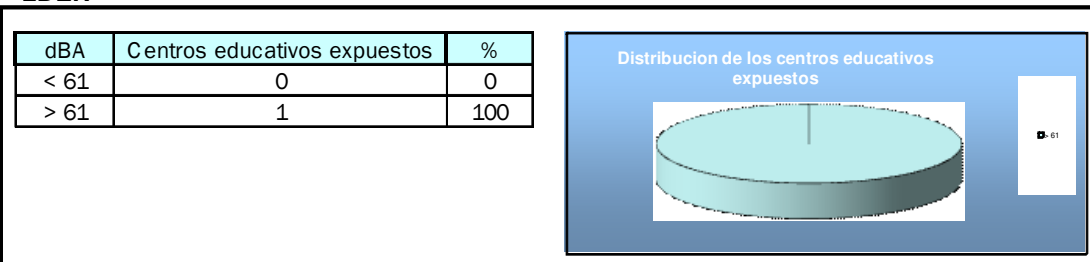 dBA Centros educativos expuestos %
< 61 0 0
> 61 1 100
Distribucion de los centros educativos
expuestos
> 61